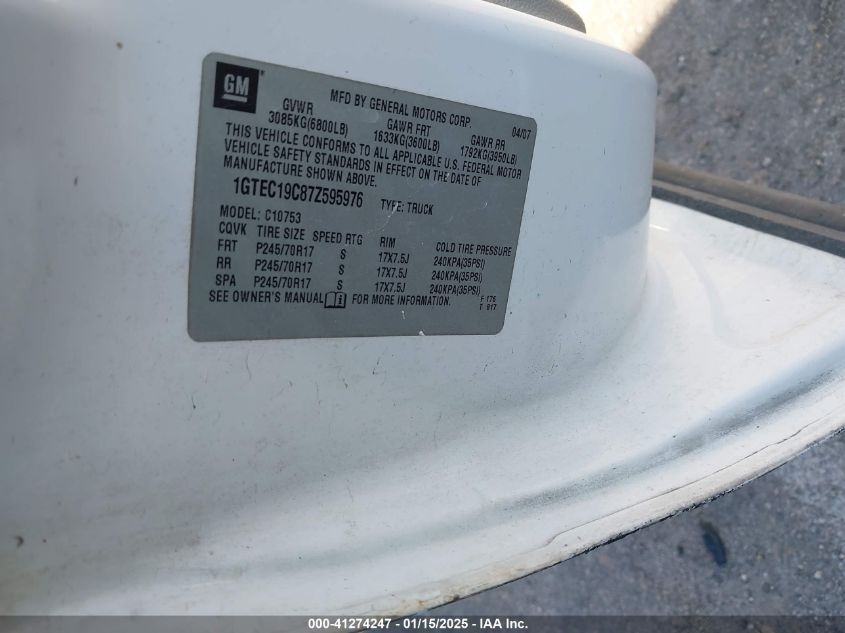 GM
MFD BY GENERAL MOTORS CORP. 04/07
GVWR GAWR FRT GAWR RR
3085KG(6800LB) 1633KG(3600LB) 1792KG(3950LB)
THIS VEHICLE CONFORMS TO ALL APPLICABLE U.S. FEDERAL MOTOR
VEHICLE SAFETY STANDARDS IN EFFECT ON THE DATE OF
MANUFACTURE SHOWN ABOVE.
1GTEC19C87Z595976 TYPE: TRUCK
MODEL: C10753
CQVK TIRE SIZE SPEED RTG RIM COLD TIRE PRESSURE
FRT P245/70R17 S 17X7.5J 240KPA(35PSI)
RR P245/70R17 S 17X7.5J 240KPA(35PSI)
SPA P245/70R17 S 17X7.5J 240KPA(35PSI)
SEE OWNER'S MANUAL FOR MORE INFORMATION.
F 176
T 917
000-41274247 - 01/15/2025 - IAA Inc.